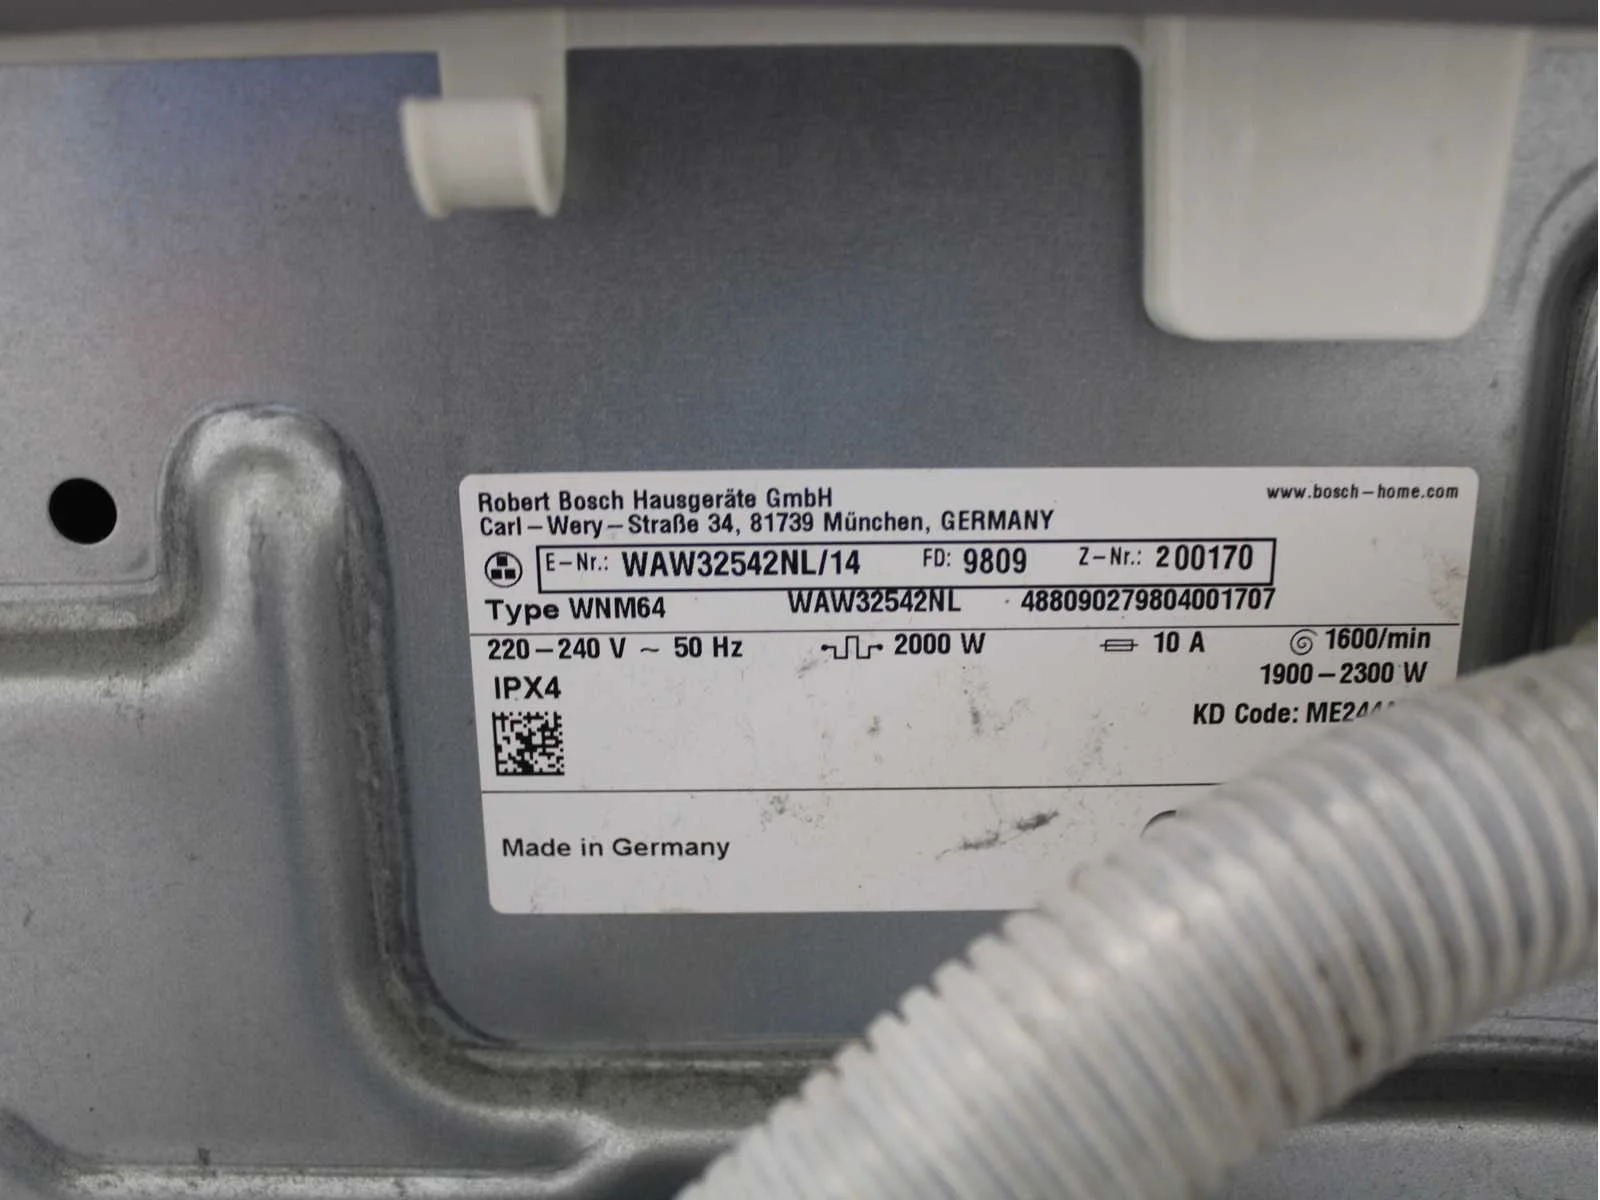 Robert Bosch Hausgeräte GmbH
www.bosch-home.com
Carl-Wery-Straße 34, 81739 München, GERMANY
E-Nr.: WAW32542NL/14 FD: 9809 Z-Nr.: 200170
Type WNM64 WAW32542NL 488090279804001707
220-240 V ~ 50 Hz 2000 W 10 A 1600/min
IPX4 1900-2300 W
KD Code:
Made in Germany